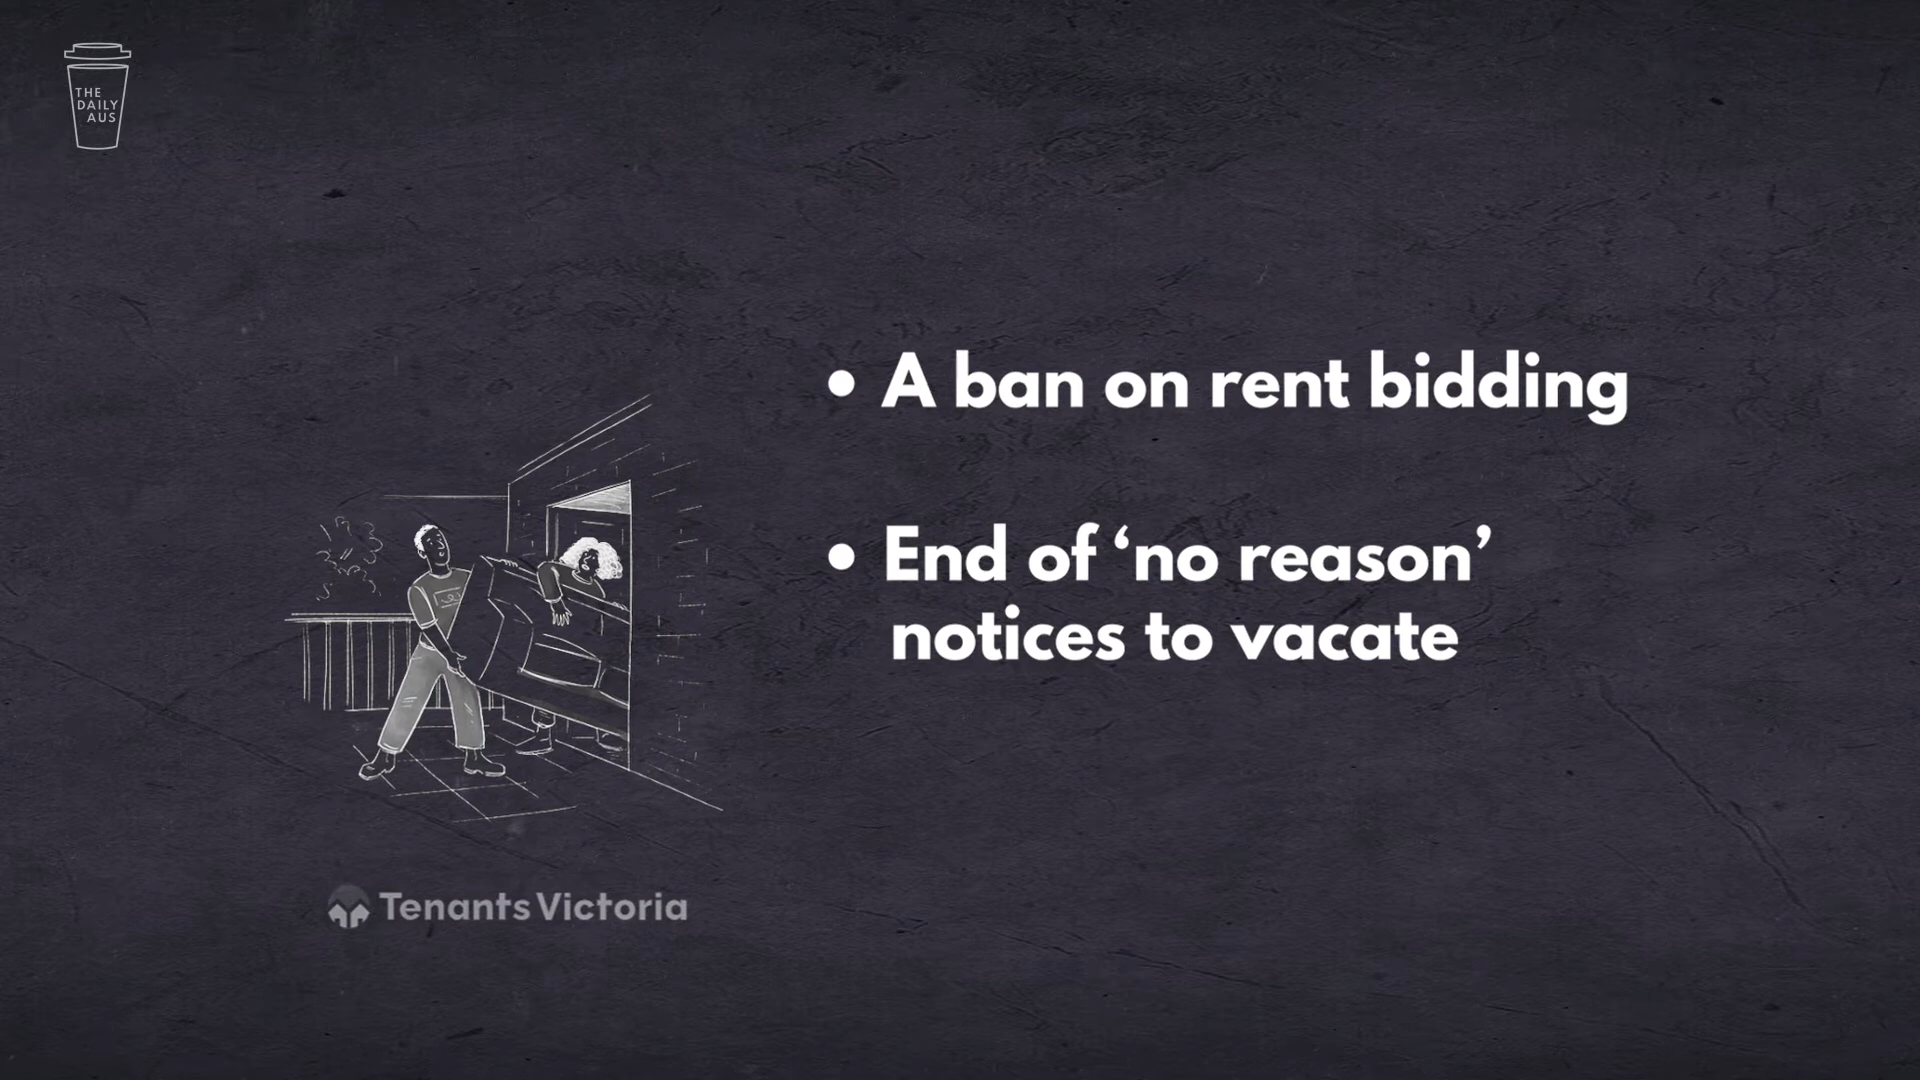 THE
DAILY
AUS
• A ban on rent bidding
• End of ‘no reason’
notices to vacate
Tenants Victoria